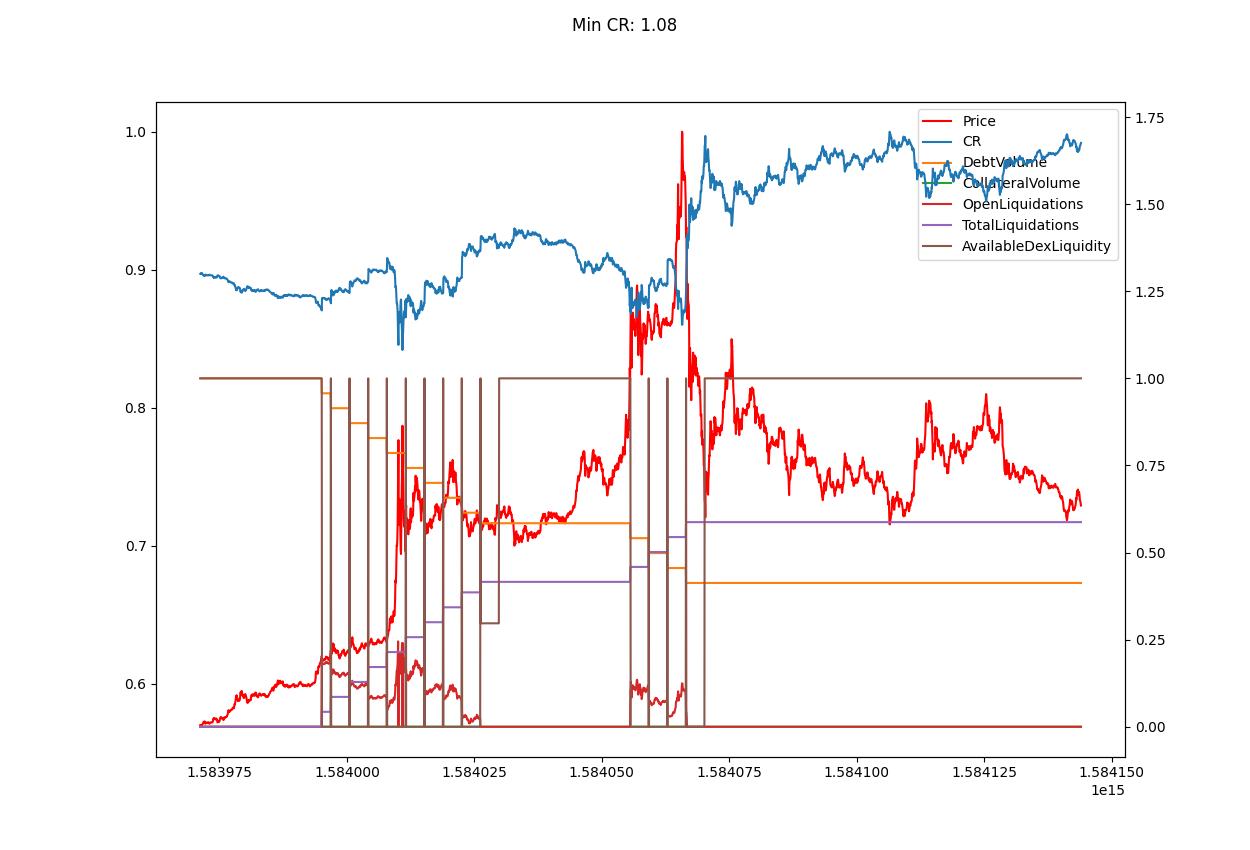 Min CR: 1.08
1.0
0.9
0.8
0.7
0.6
1.75
1.50
1.25
1.00
0.75
0.50
0.25
0.00
Price
CR
DebtVolume
CollateralVolume
OpenLiquidations
TotalLiquidations
AvailableDexLiquidity
1.583975 1.584000 1.584025 1.584050 1.584075 1.584100 1.584125 1.584150
1e15